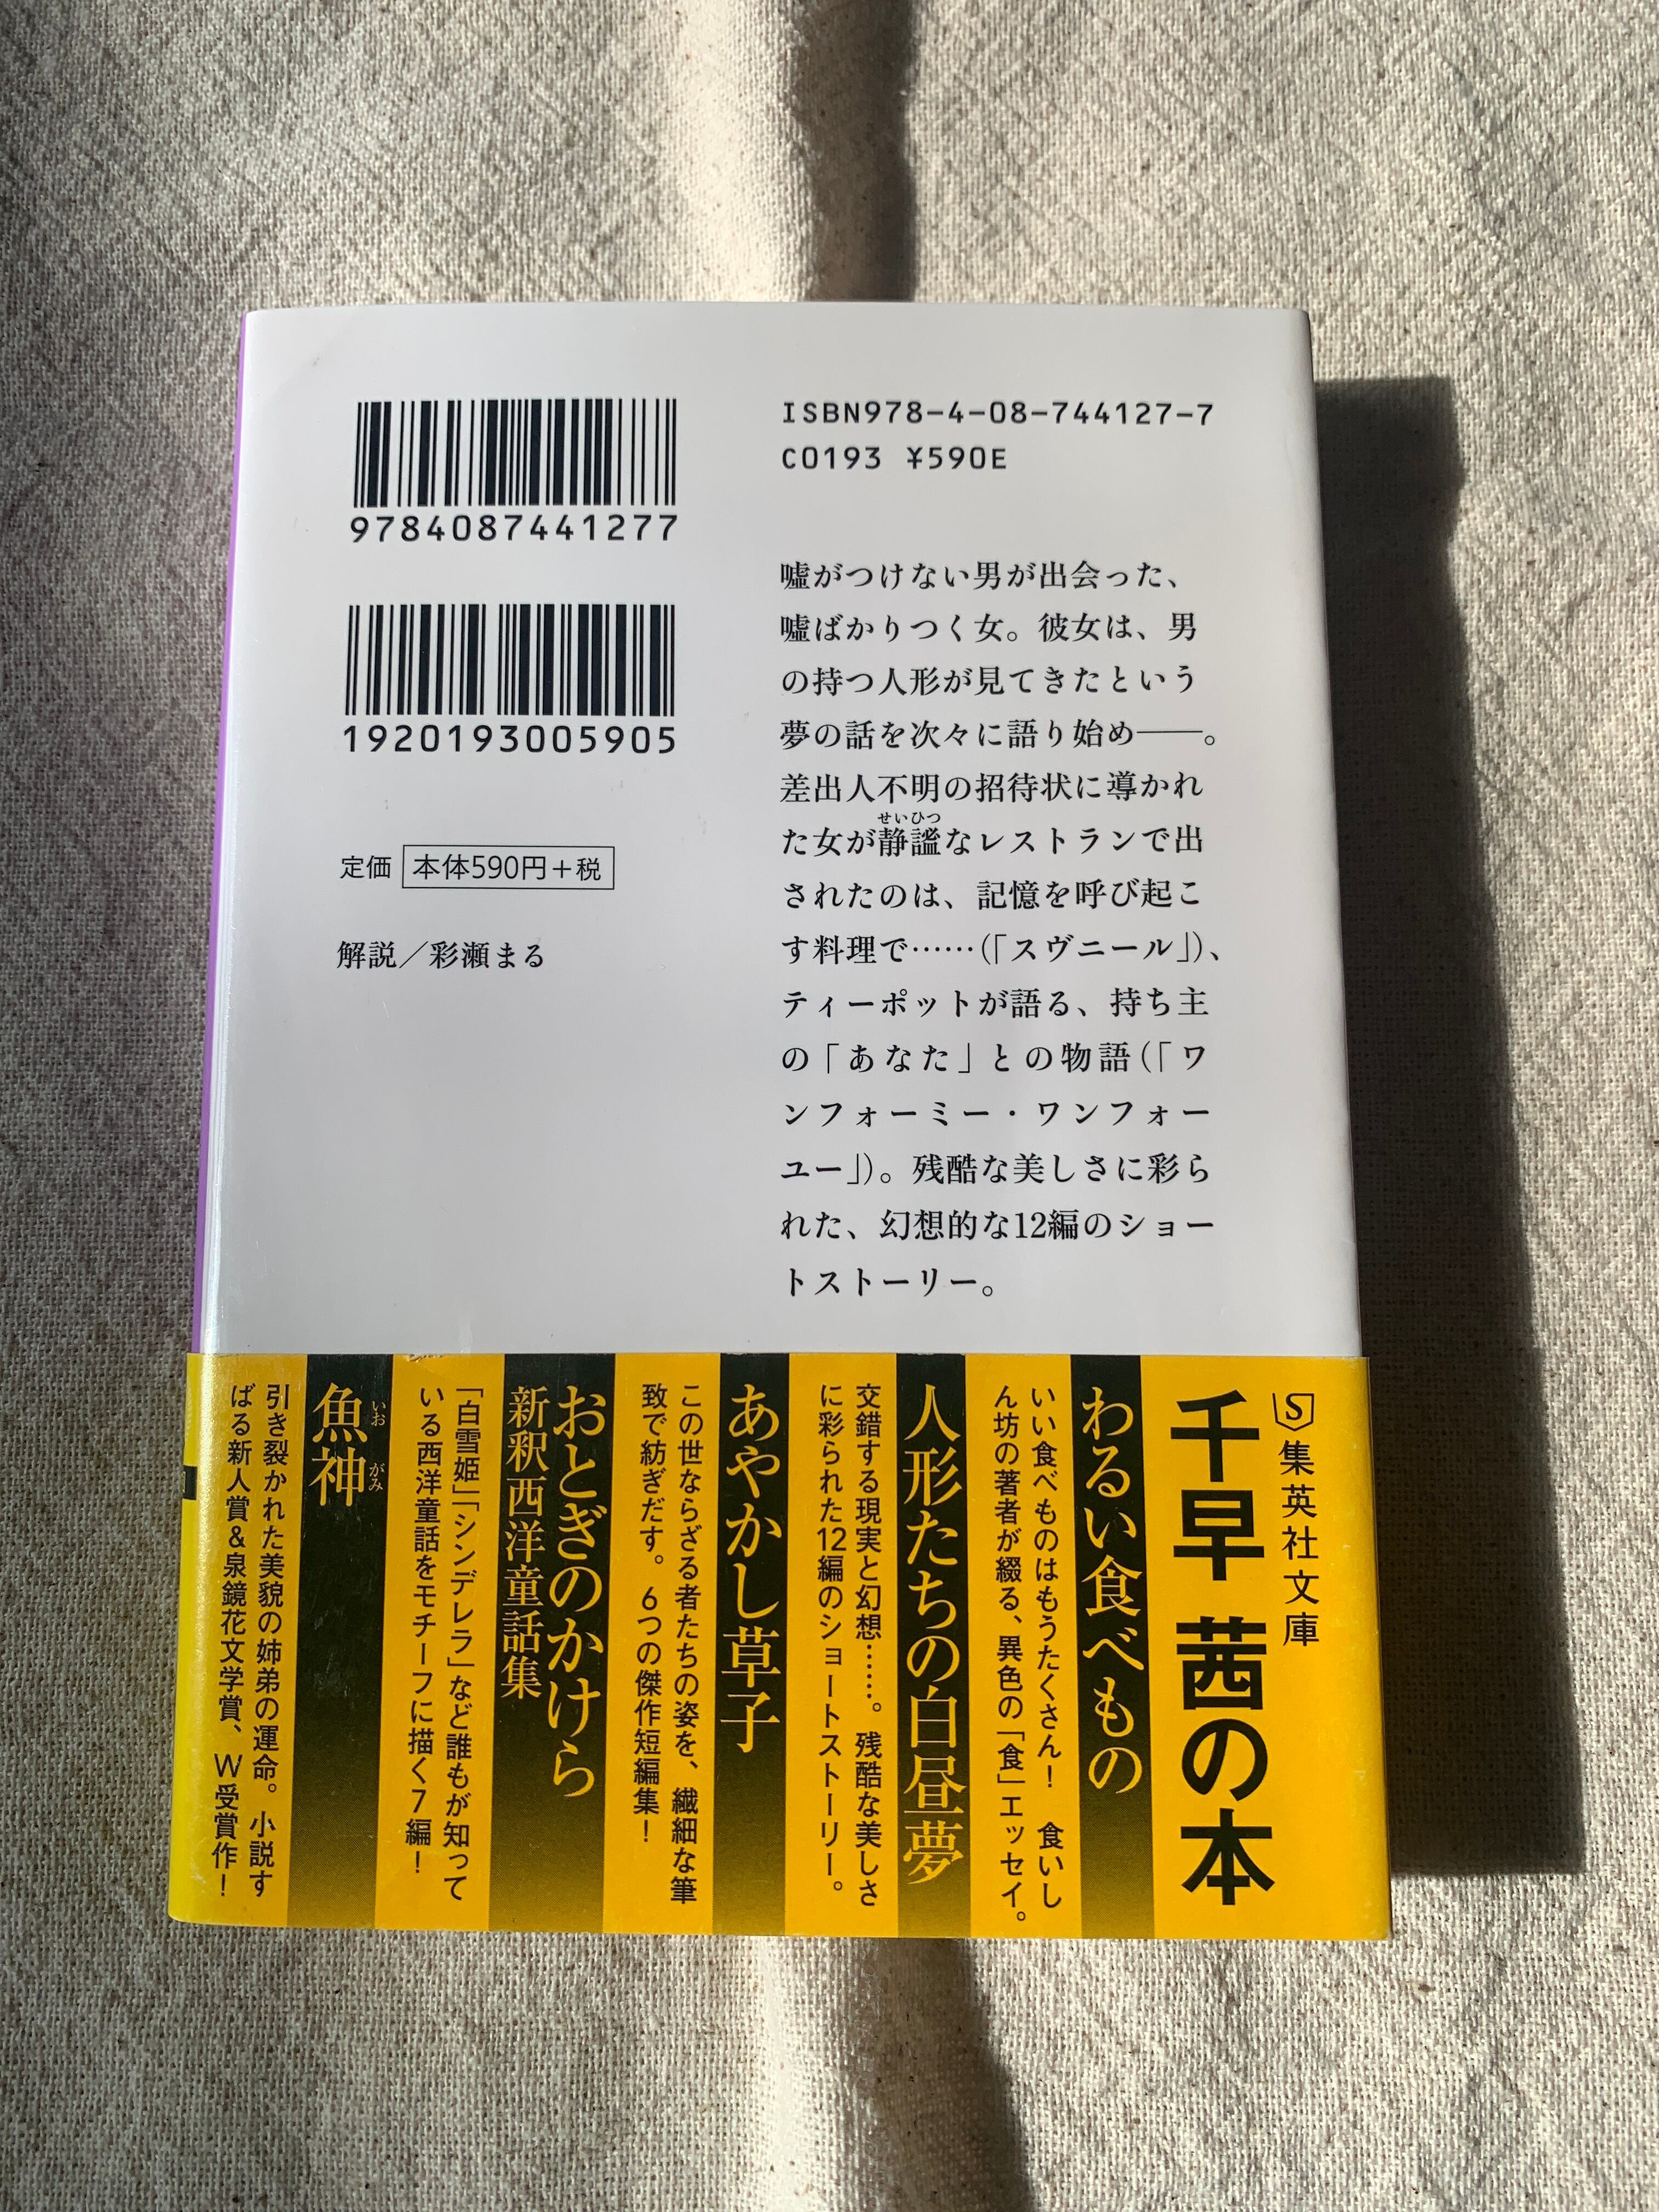 9784087441277
1920193005905
定価 本体590円+税
解説／彩瀬まる
ISBN978-4-08-744127-7
C0193 ¥590E
嘘がつけない男が出会った、
嘘ばかりつく女。彼女は、男
の持つ人形が見てきたという
夢の話を次々に語り始め――。
差出人不明の招待状に導かれ
せいひつ
た女が静謐なレストランで出
されたのは、記憶を呼び起こ
す料理で……(「スヴニール」)、
ティーポットが語る、持ち主
の「あなた」との物語(「ワ
ンフォーミー・ワンフォー
ユー」)。残酷な美しさに彩ら
れた、幻想的な12編のショー
トストーリー。
S 集英社文庫
千早 茜の本
わるい食べもの
いい食べものはもうたくさん！ 食いし
ん坊の著者が綴る、異色の「食」エッセイ。
人形たちの白昼夢
交錯する現実と幻想……。残酷な美しさ
に彩られた12編のショートストーリー。
あやかし草子
この世ならざる者たちの姿を、繊細な筆
致で紡ぎだす。6つの傑作短編集！
おとぎのかけら
新釈西洋童話集
「白雪姫」「シンデレラ」など誰もが知って
いる西洋童話をモチーフに描く7編！
いおがみ
魚神
引き裂かれた美貌の姉弟の運命。小説す
ばる新人賞＆泉鏡花文学賞、W受賞作！